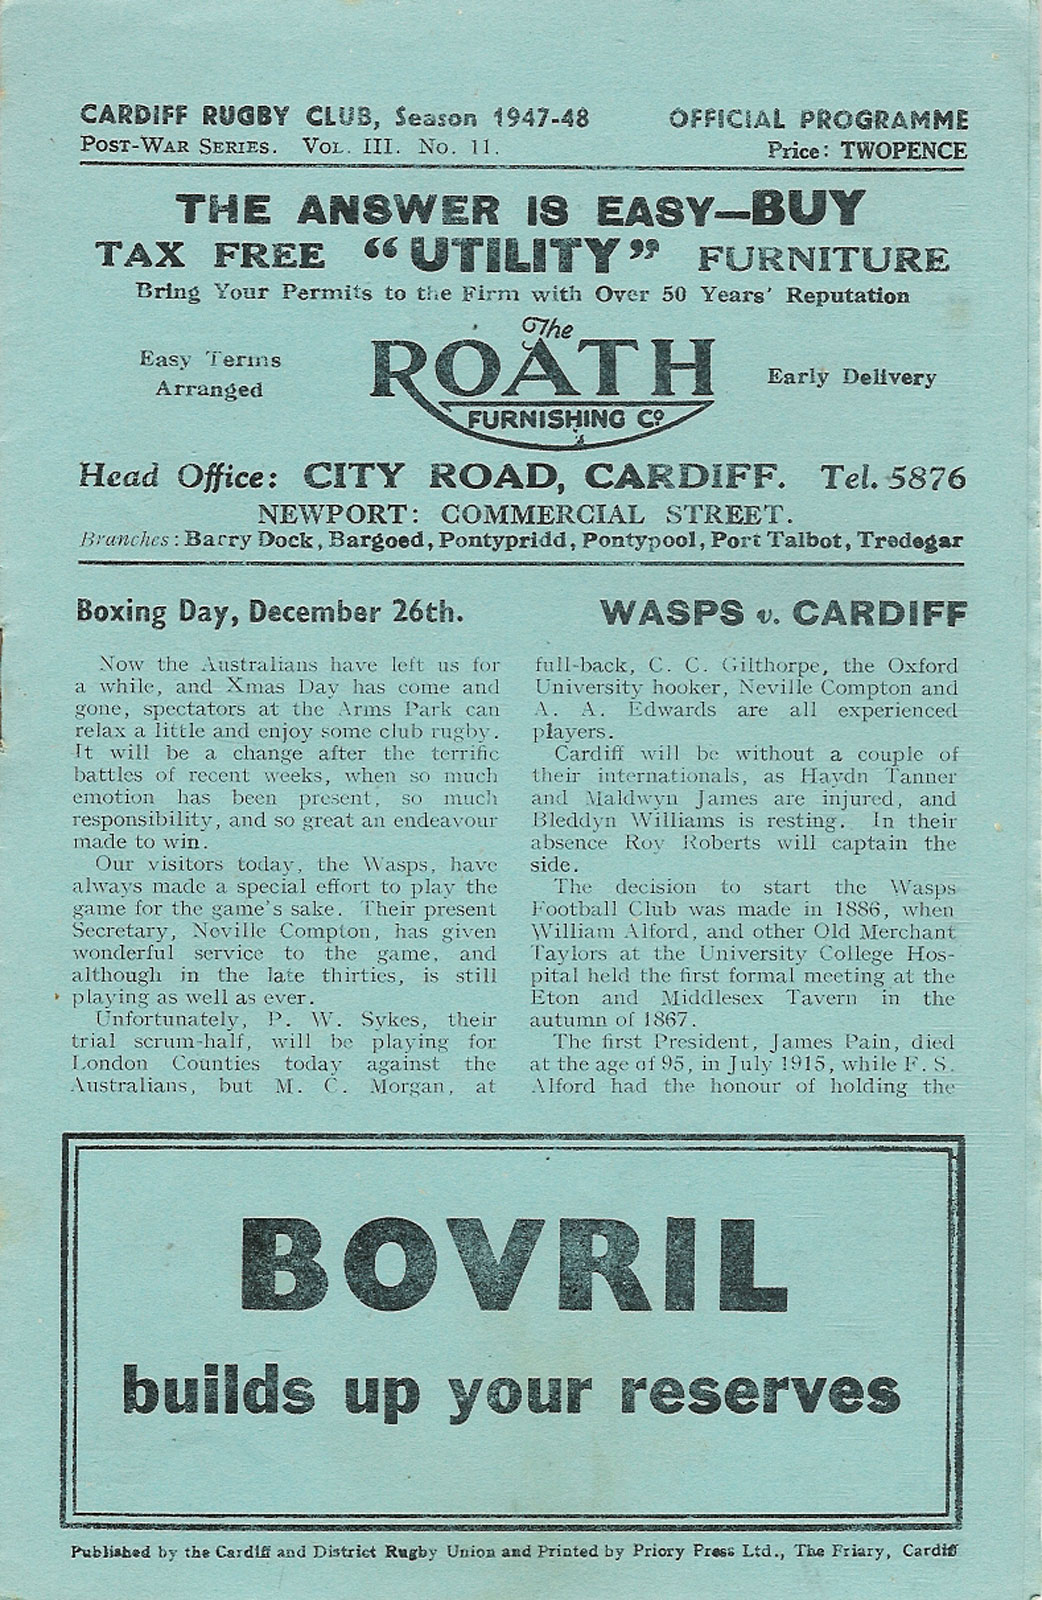 CARDIFF RUGBY CLUB, Season 1947-48
OFFICIAL PROGRAMME
POST-WAR SERIES. VOL. III. No. 11.
Price: TWOPENCE
THE ANSWER IS EASY—BUY
TAX FREE “UTILITY” FURNITURE
Bring Your Permits to the Firm with Over 50 Years' Reputation
Easy Terms
Arranged
The
ROATH
FURNISHING Co
Early Delivery
Head Office: CITY ROAD, CARDIFF. Tel. 5876
NEWPORT: COMMERCIAL STREET.
Branches: Barry Dock, Bargoed, Pontypridd, Pontypool, Port Talbot, Tredegar
Boxing Day, December 26th.
WASPS v. CARDIFF
Now the Australians have left us for
a while, and Xmas Day has come and
gone, spectators at the Arms Park can
relax a little and enjoy some club rugby.
It will be a change after the terrific
battles of recent weeks, when so much
emotion has been present, so much
responsibility, and so great an endeavour
made to win.
Our visitors today, the Wasps, have
always made a special effort to play the
game for the game's sake. Their present
Secretary, Neville Compton, has given
wonderful service to the game, and
although in the late thirties, is still
playing as well as ever.
Unfortunately, P. W. Sykes, their
trial scrum-half, will be playing for
London Counties today against the
Australians, but M. C. Morgan, at
full-back, C. C. Gilthorpe, the Oxford
University hooker, Neville Compton and
A. A. Edwards are all experienced
players.
Cardiff will be without a couple of
their internationals, as Haydn Tanner
and Maldwyn James are injured, and
Bleddyn Williams is resting. In their
absence Roy Roberts will captain the
side.
The decision to start the Wasps
Football Club was made in 1886, when
William Alford, and other Old Merchant
Taylors at the University College Hos-
pital held the first formal meeting at the
Eton and Middlesex Tavern in the
autumn of 1867.
The first President, James Pain, died
at the age of 95, in July 1915, while F. S.
Alford had the honour of holding the
BOVRIL
builds up your reserves
Published by the Cardiff and District Rugby Union and Printed by Priory Press Ltd., The Friary, Cardiff